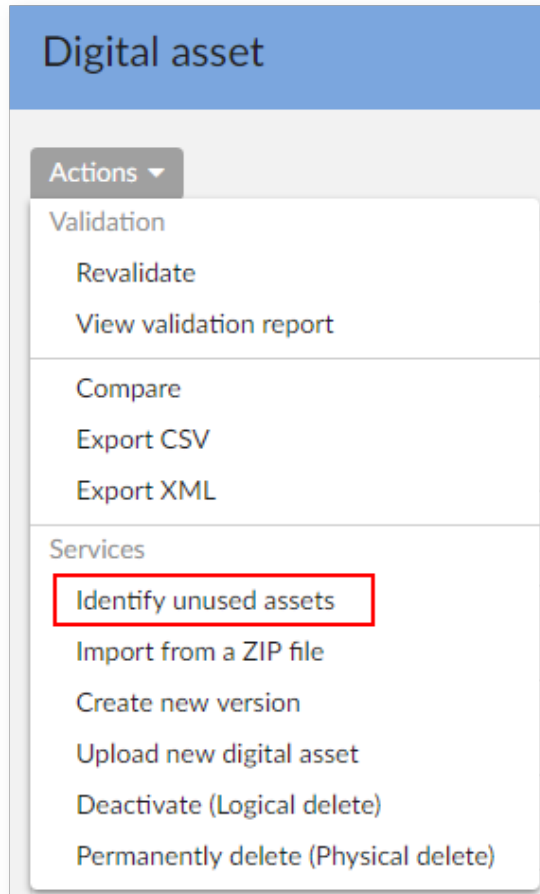 Digital asset
Actions
Validation
Revalidate
View validation report
Compare
Export CSV
Export XML
Services
Identify unused assets
Import from a ZIP file
Create new version
Upload new digital asset
Deactivate (Logical delete)
Permanently delete (Physical delete)